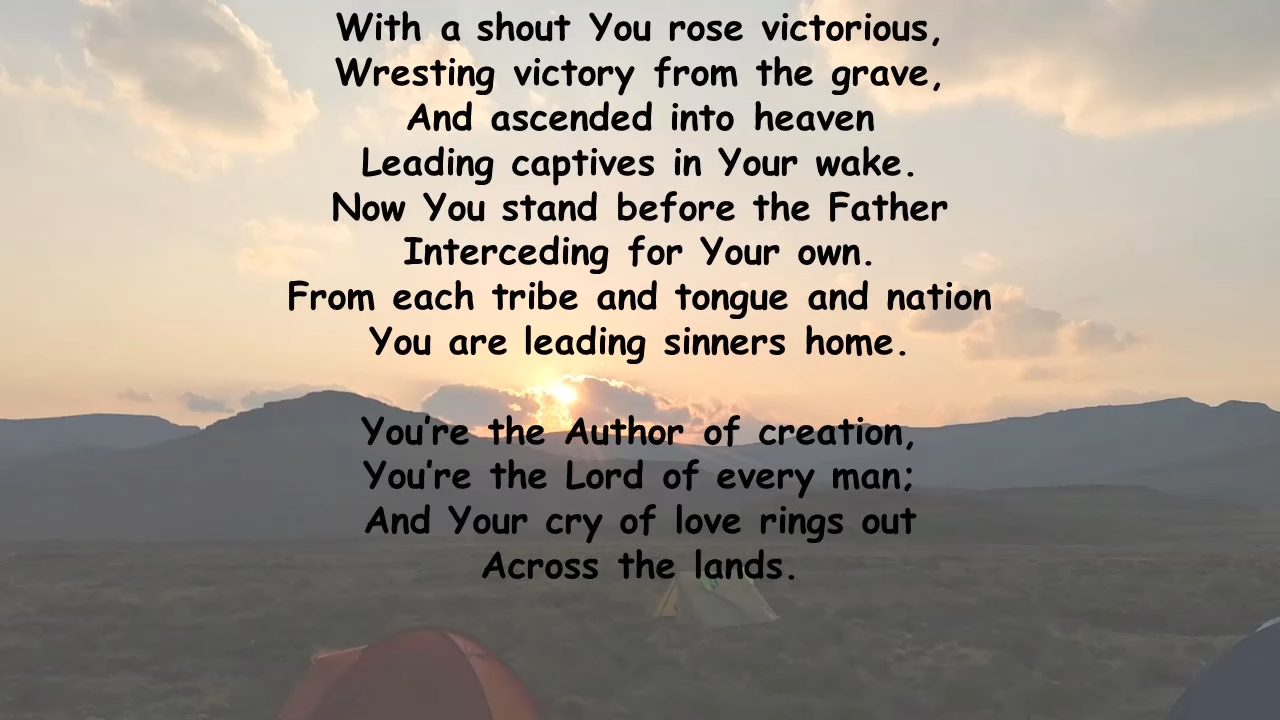 With a shout You rose victorious,
Wresting victory from the grave,
And ascended into heaven
Leading captives in Your wake.
Now You stand before the Father
Interceding for Your own.
From each tribe and tongue and nation
You are leading sinners home.
You're the Author of creation,
You're the Lord of every man;
And Your cry of love rings out
Across the lands.